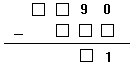 □ □ 9 0
- □ □ □
□ 1